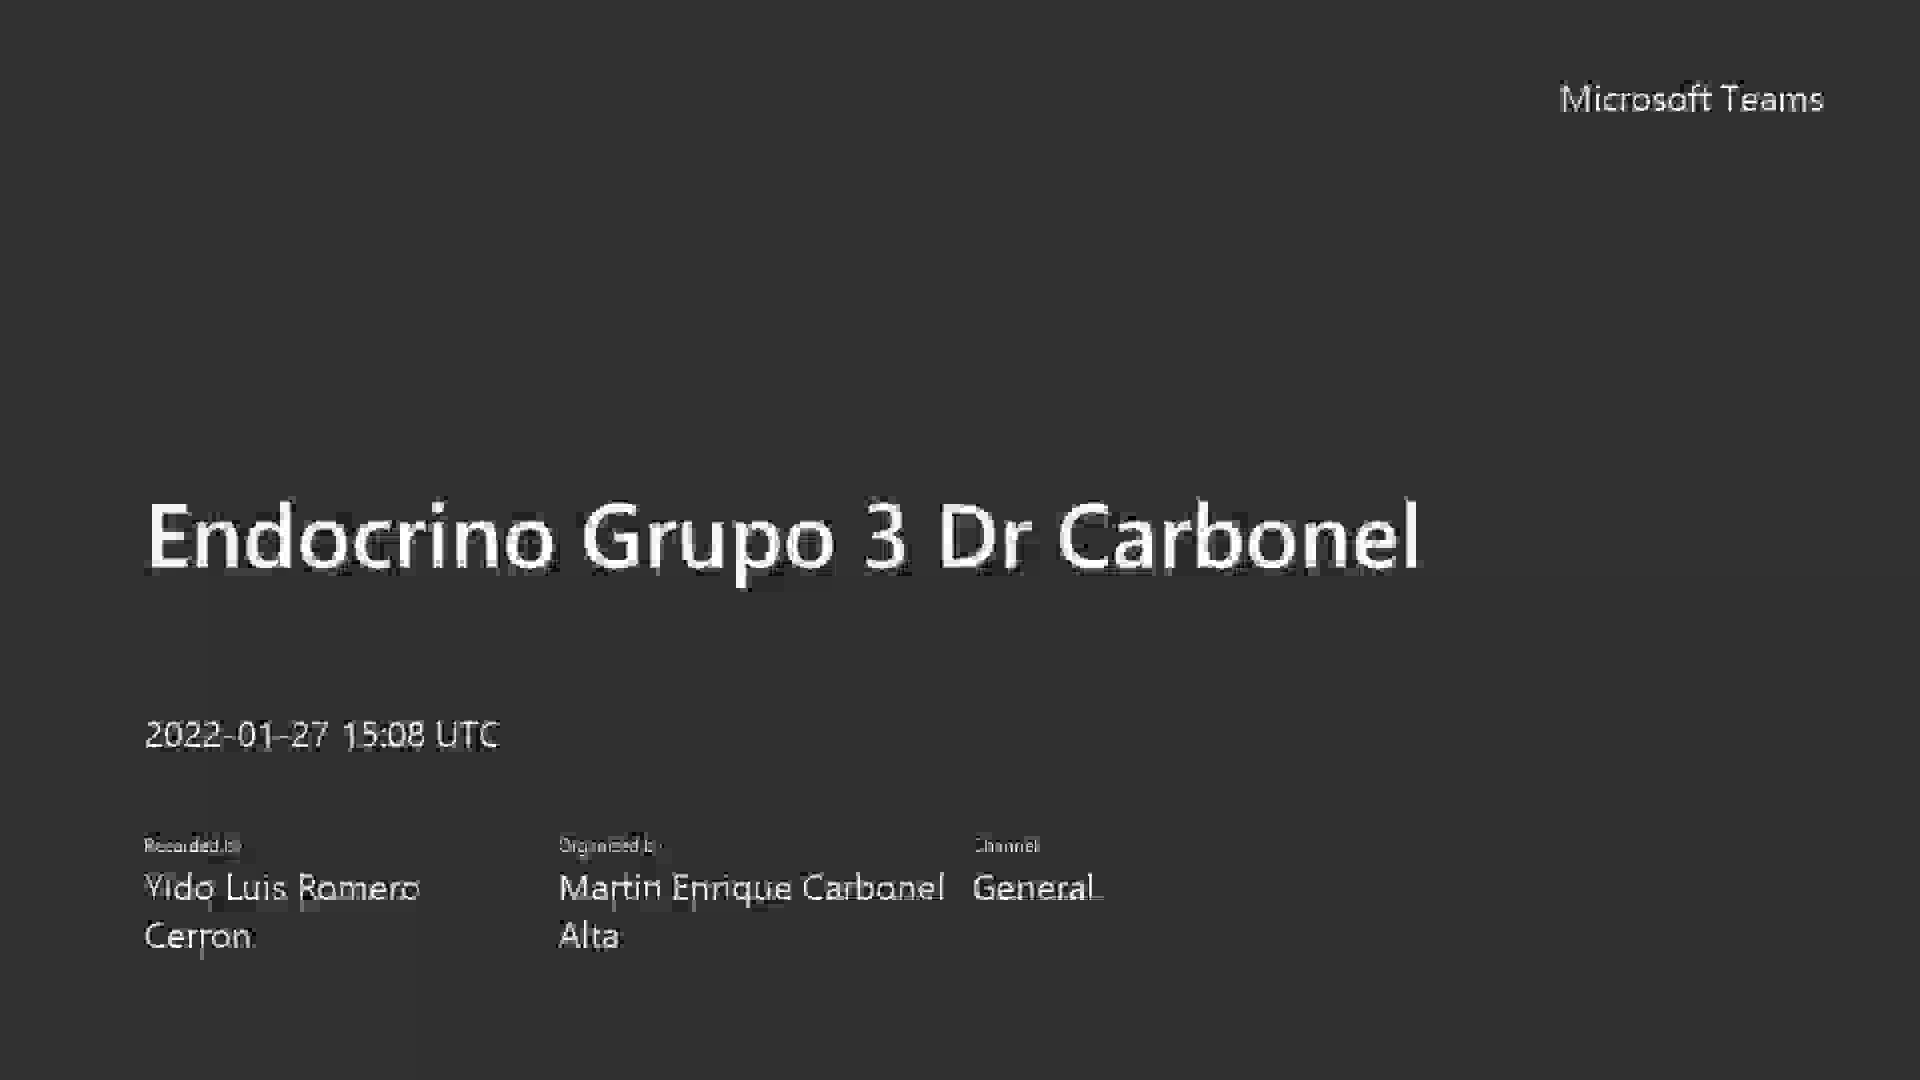 Microsoft Teams
Endocrino Grupo 3 Dr Carbonel
2022-01-27 15:08 UTC
Recorded by
Organized by
Channel
Yido Luis Romero
Martin Enrique Carbonel
General
Cerron
Alta